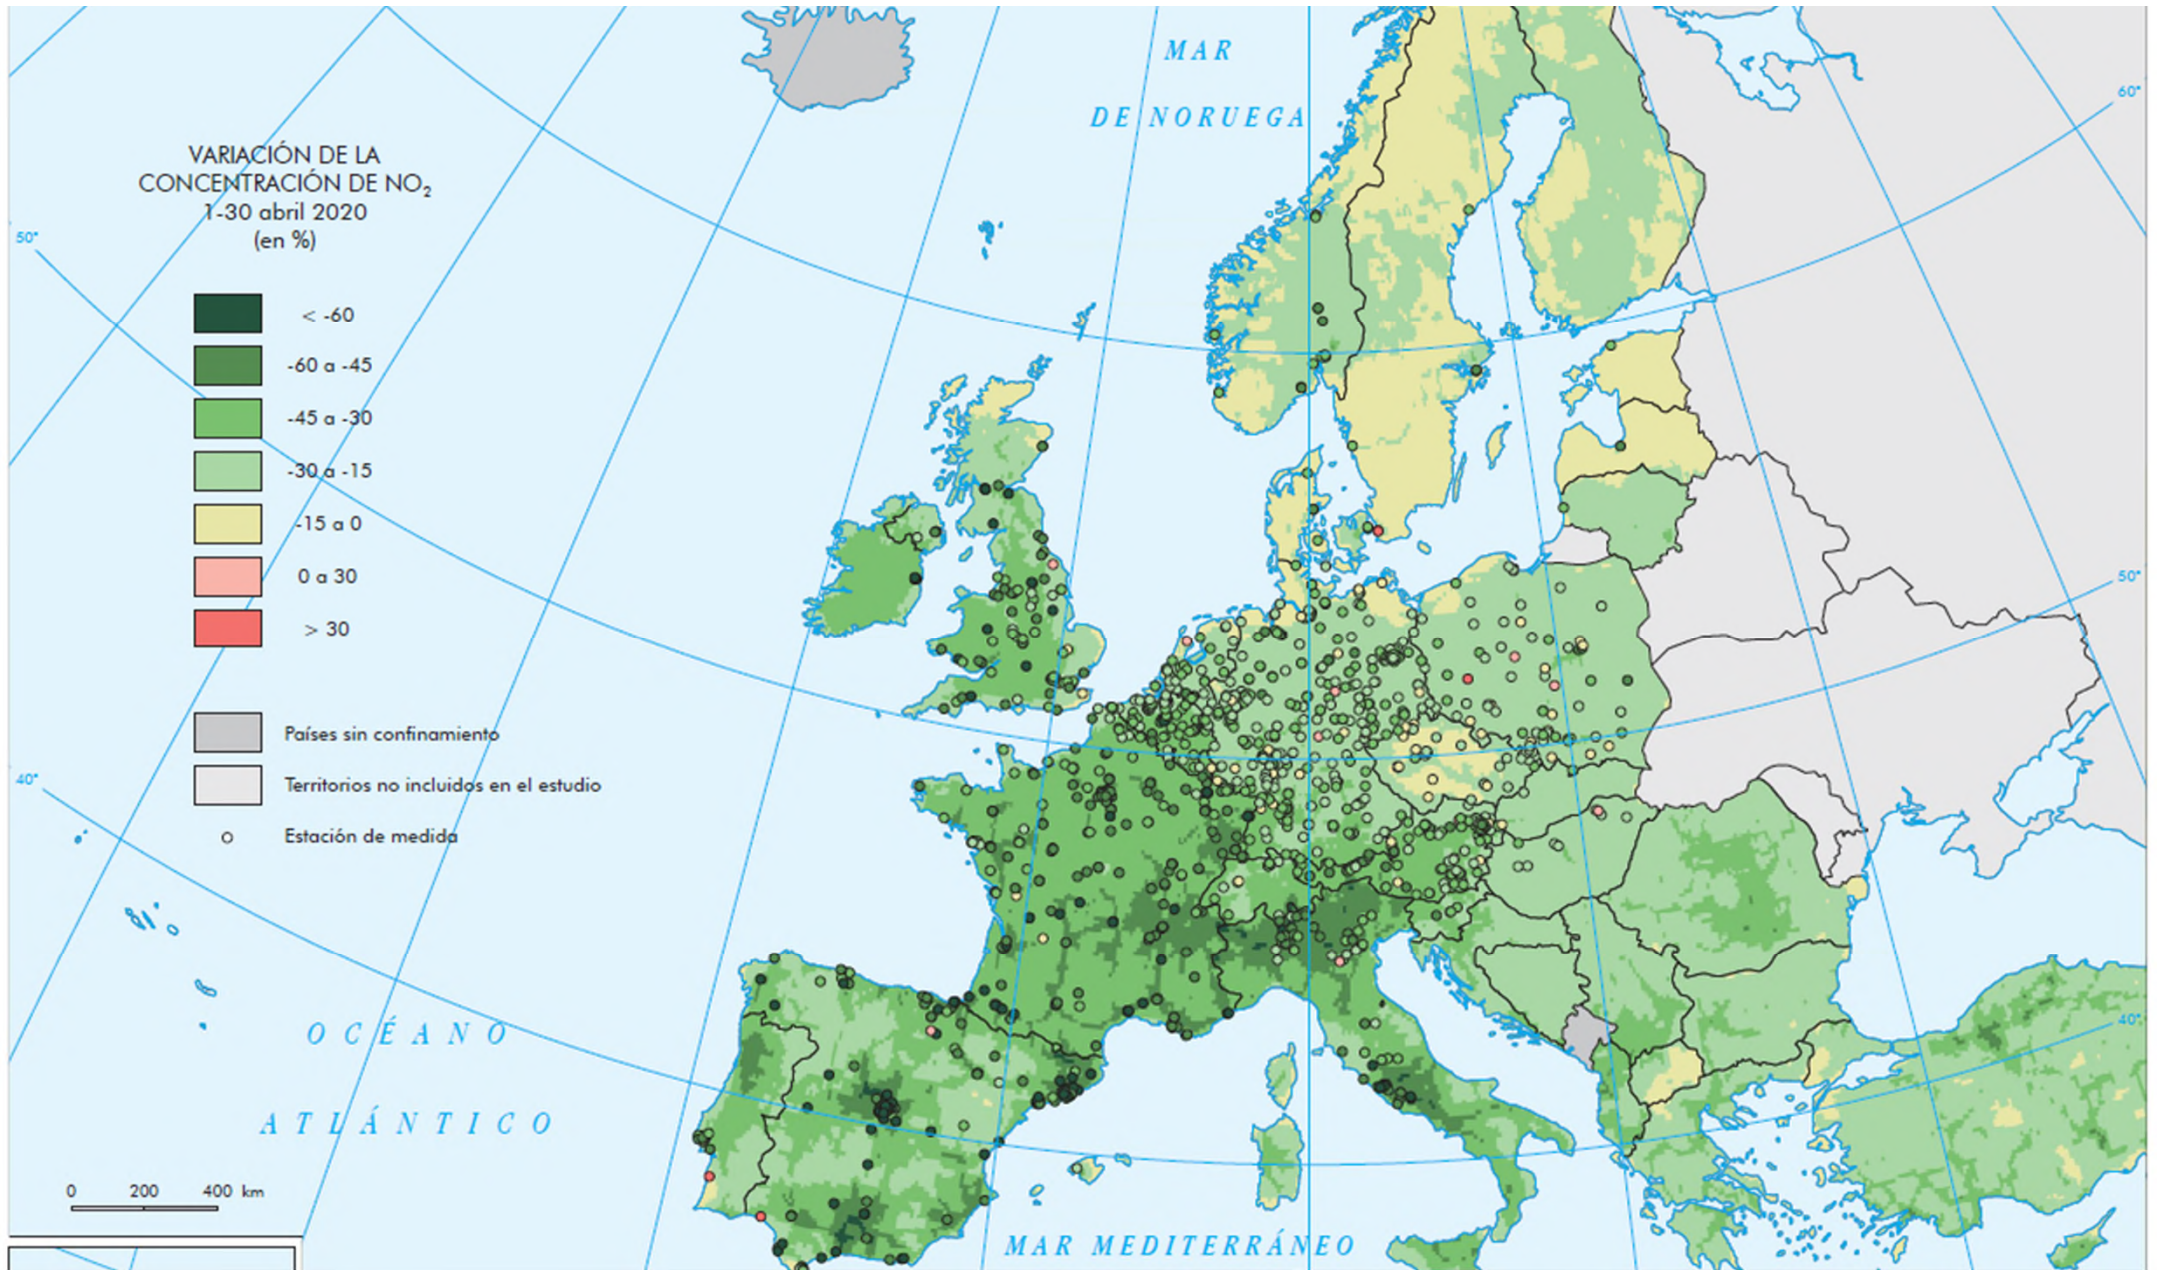 MAR
DE NORUEGA
VARIACIÓN DE LA
CONCENTRACIÓN DE NO₂
1-30 abril 2020
(en %)
< -60
-60 a -45
-45 a -30
-30 a -15
-15 a 0
0 a 30
> 30
Países sin confinamiento
Territorios no incluidos en el estudio
Estación de medida
60°
50°
50°
40°
40°
OCÉANO
ATLÁNTICO
0 200 400 km
MAR MEDITERRÁNEO